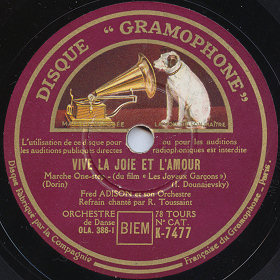 DISQUE "GRAMOPHONE"
L'utilisation de ce disque pour ou pour les auditions
les auditions publiques directes radiophoniques est interdite
VIVE LA JOIE ET L'AMOUR
Marche One-step - (du film « Les Joyeux Garçons »)
(Dorin) (I. Dounaievsky)
Fred ADISON et son Orchestre
Refrain chanté par R. Toussaint
ORCHESTRE
de Danse
OLA. 386-1
BIEM
78 TOURS
N° CAT.
K-7477
Disque Fabriqué par la Compagnie Française du Gramophone - Paris.